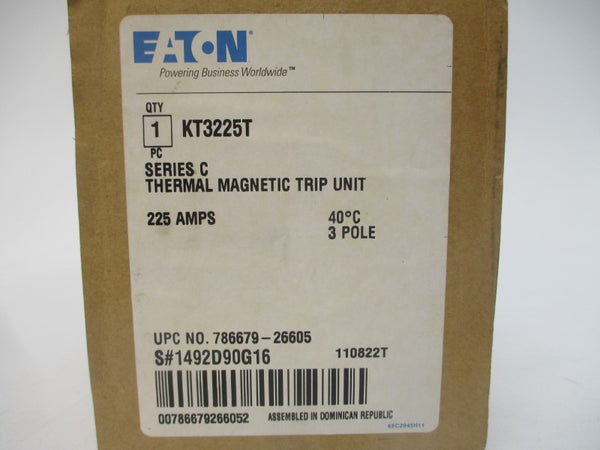 EATON
Powering Business Worldwide™
QTY
1 KT3225T
PC
SERIES C
THERMAL MAGNETIC TRIP UNIT
225 AMPS 40°C
3 POLE
UPC NO. 786679-26605
S#1492D90G16 110822T
00786679266052 ASSEMBLED IN DOMINICAN REPUBLIC